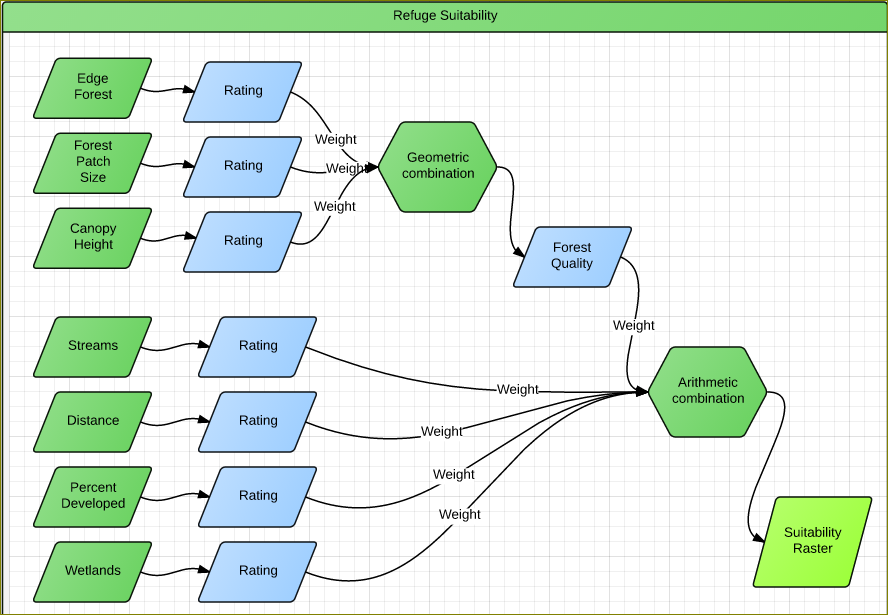 Refuge Suitability
Edge
Forest
Rating
Weight
Forest
Patch
Size
Rating
Weight
Geometric
combination
Canopy
Height
Rating
Weight
Forest
Quality
Weight
Streams
Rating
Weight
Arithmetic
combination
Distance
Rating
Weight
Percent
Developed
Rating
Weight
Wetlands
Rating
Weight
Suitability
Raster